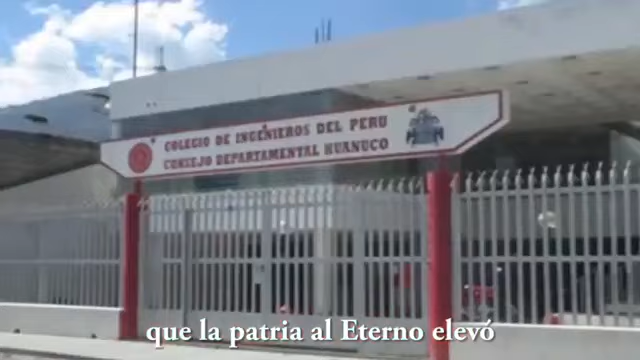 COLEGIO DE INGENIEROS DEL PERU
CONSEJO DEPARTAMENTAL HUANUCO
que la patria al Eterno elevó